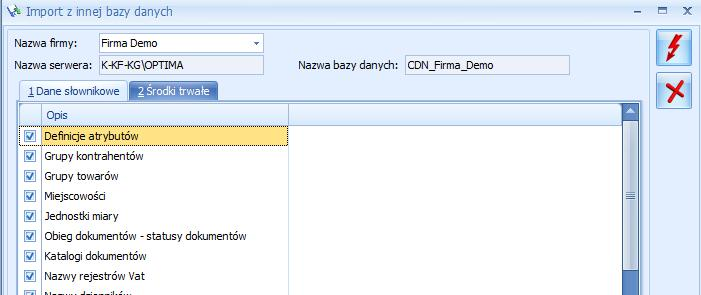 Import z innej bazy danych
Nazwa firmy: Firma Demo
Nazwa serwera: K-KF-KG\OPTIMA Nazwa bazy danych: CDN_Firma_Demo
1 Dane słownikowe 2 Środki trwałe
Opis
Definicje atrybutów
Grupy kontrahentów
Grupy towarów
Miejscowości
Jednostki miary
Obieg dokumentów - statusy dokumentów
Katalogi dokumentów
Nazwy rejestrów Vat
Nazwy dzienników